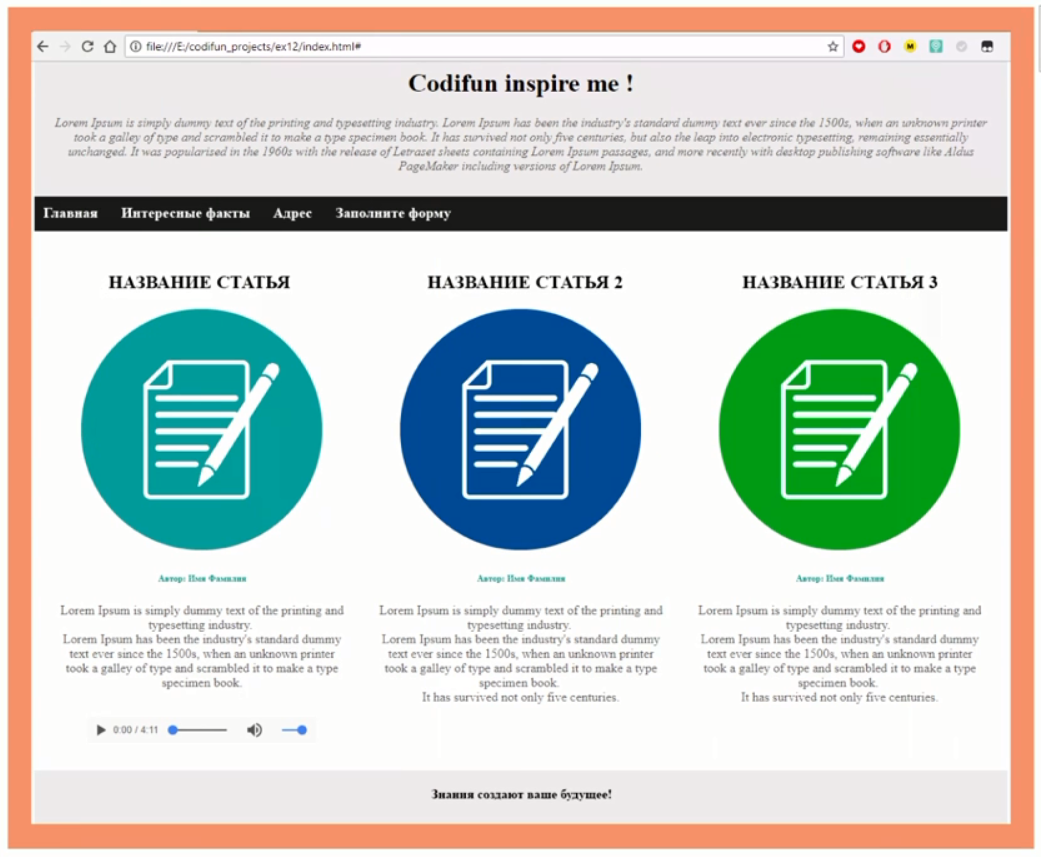 file:///E:/codifun_projects/ex12/index.html#
M
Codifun inspire me !
Lorem Ipsum is simply dummy text of the printing and typesetting industry. Lorem Ipsum has been the industry's standard dummy text ever since the 1500s, when an unknown printer
took a galley of type and scrambled it to make a type specimen book. It has survived not only five centuries, but also the leap into electronic typesetting, remaining essentially
unchanged. It was popularised in the 1960s with the release of Letraset sheets containing Lorem Ipsum passages, and more recently with desktop publishing software like Aldus
PageMaker including versions of Lorem Ipsum.
Главная Интересные факты Адрес Заполните форму
НАЗВАНИЕ СТАТЬЯ
Автор: Имя Фамилия
Lorem Ipsum is simply dummy text of the printing and
typesetting industry.
Lorem Ipsum has been the industry's standard dummy
text ever since the 1500s, when an unknown printer
took a galley of type and scrambled it to make a type
specimen book.
0:00 / 4:11
НАЗВАНИЕ СТАТЬЯ 2
Автор: Имя Фамилия
Lorem Ipsum is simply dummy text of the printing and
typesetting industry.
Lorem Ipsum has been the industry's standard dummy
text ever since the 1500s, when an unknown printer
took a galley of type and scrambled it to make a type
specimen book.
It has survived not only five centuries.
НАЗВАНИЕ СТАТЬЯ 3
Автор: Имя Фамилия
Lorem Ipsum is simply dummy text of the printing and
typesetting industry.
Lorem Ipsum has been the industry's standard dummy
text ever since the 1500s, when an unknown printer
took a galley of type and scrambled it to make a type
specimen book.
It has survived not only five centuries.
Знания создают ваше будущее!